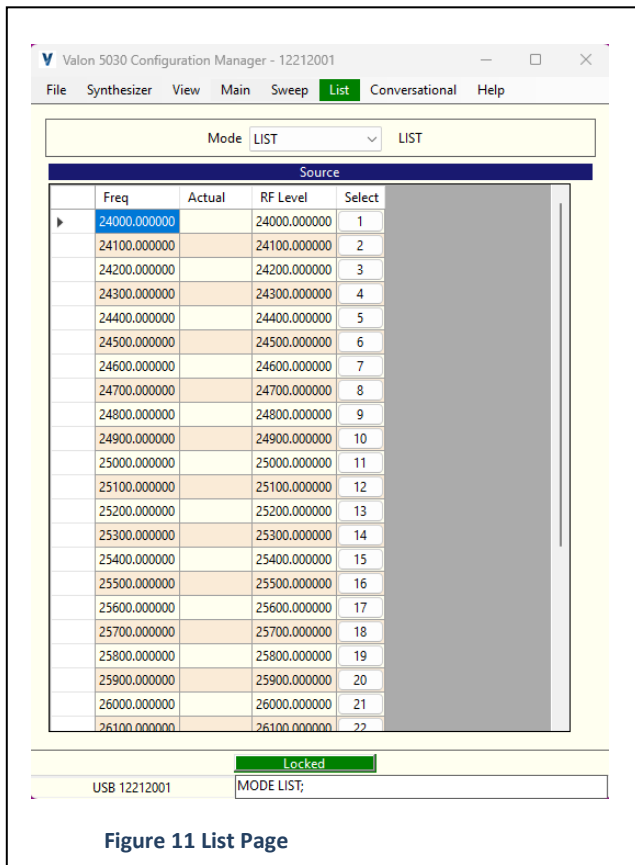 Valon 5030 Configuration Manager - 12212001
File Synthesizer View Main Sweep List Conversational Help
Mode LIST LIST
Source
Freq Actual RF Level Select
24000.000000 24000.000000 1
24100.000000 24100.000000 2
24200.000000 24200.000000 3
24300.000000 24300.000000 4
24400.000000 24400.000000 5
24500.000000 24500.000000 6
24600.000000 24600.000000 7
24700.000000 24700.000000 8
24800.000000 24800.000000 9
24900.000000 24900.000000 10
25000.000000 25000.000000 11
25100.000000 25100.000000 12
25200.000000 25200.000000 13
25300.000000 25300.000000 14
25400.000000 25400.000000 15
25500.000000 25500.000000 16
25600.000000 25600.000000 17
25700.000000 25700.000000 18
25800.000000 25800.000000 19
25900.000000 25900.000000 20
26000.000000 26000.000000 21
26100.000000 26100.000000 22
Locked
USB 12212001 MODE LIST;
Figure 11 List Page